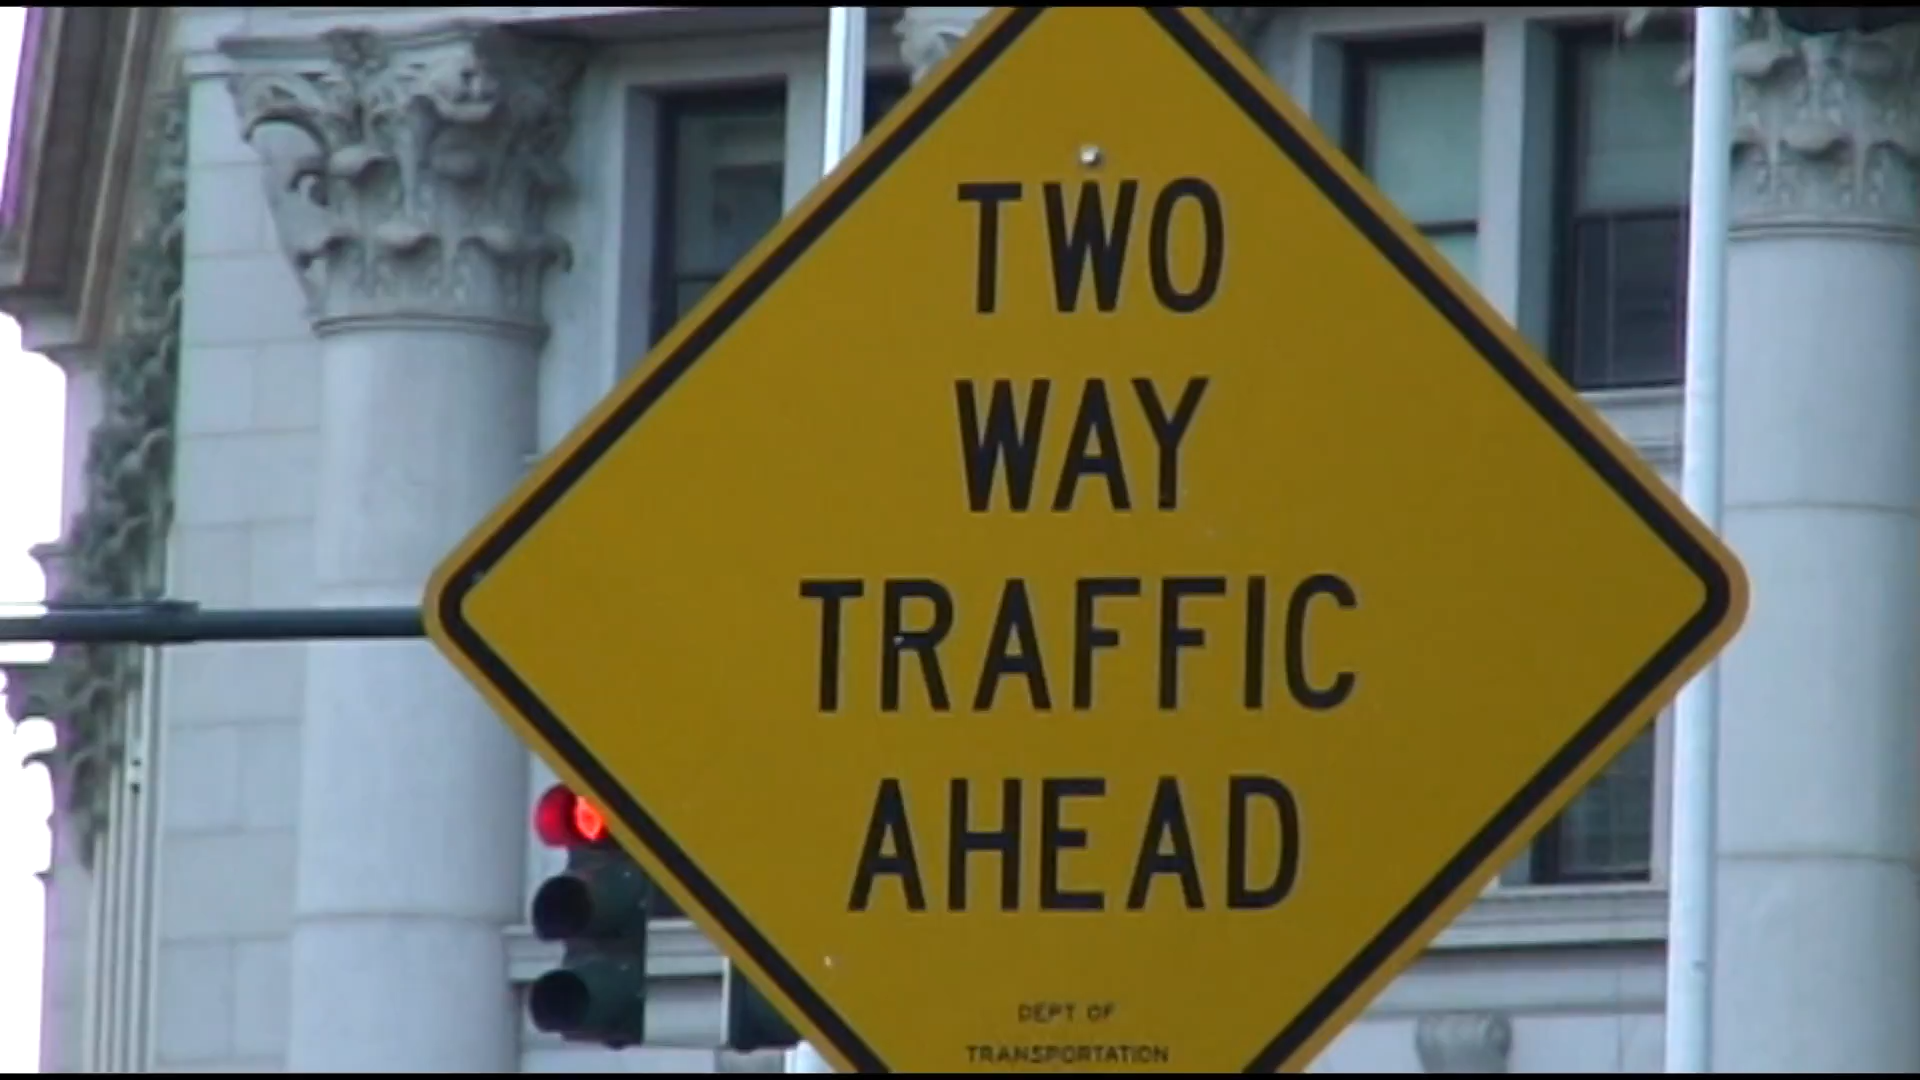 TWO
WAY
TRAFFIC
AHEAD
DEPT OF
TRANSPORTATION